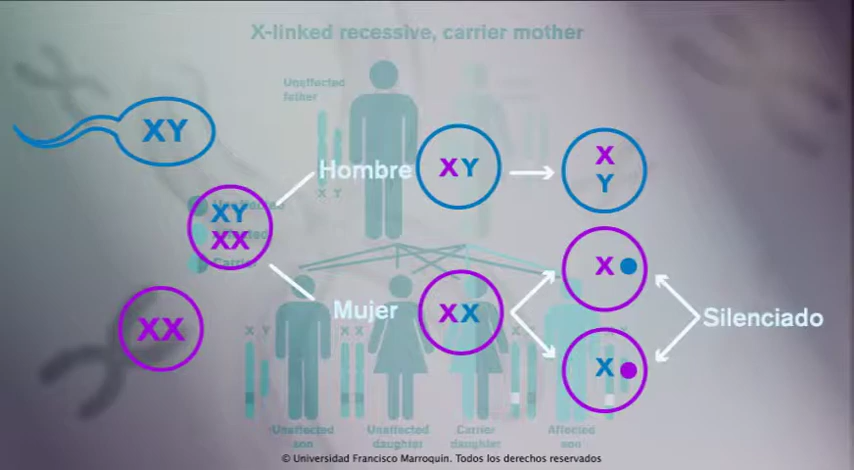 X-linked recessive, carrier mother
Unaffected
father
XY
Hombre
XY
X
Y
X Y
XY
XX
Carrier
X
XX
Mujer
XX
Silenciado
X
X Y
X X
Unaffected
son
Unaffected
daughter
Carrier
daughter
Affected
son
© Universidad Francisco Marroquín. Todos los derechos reservados